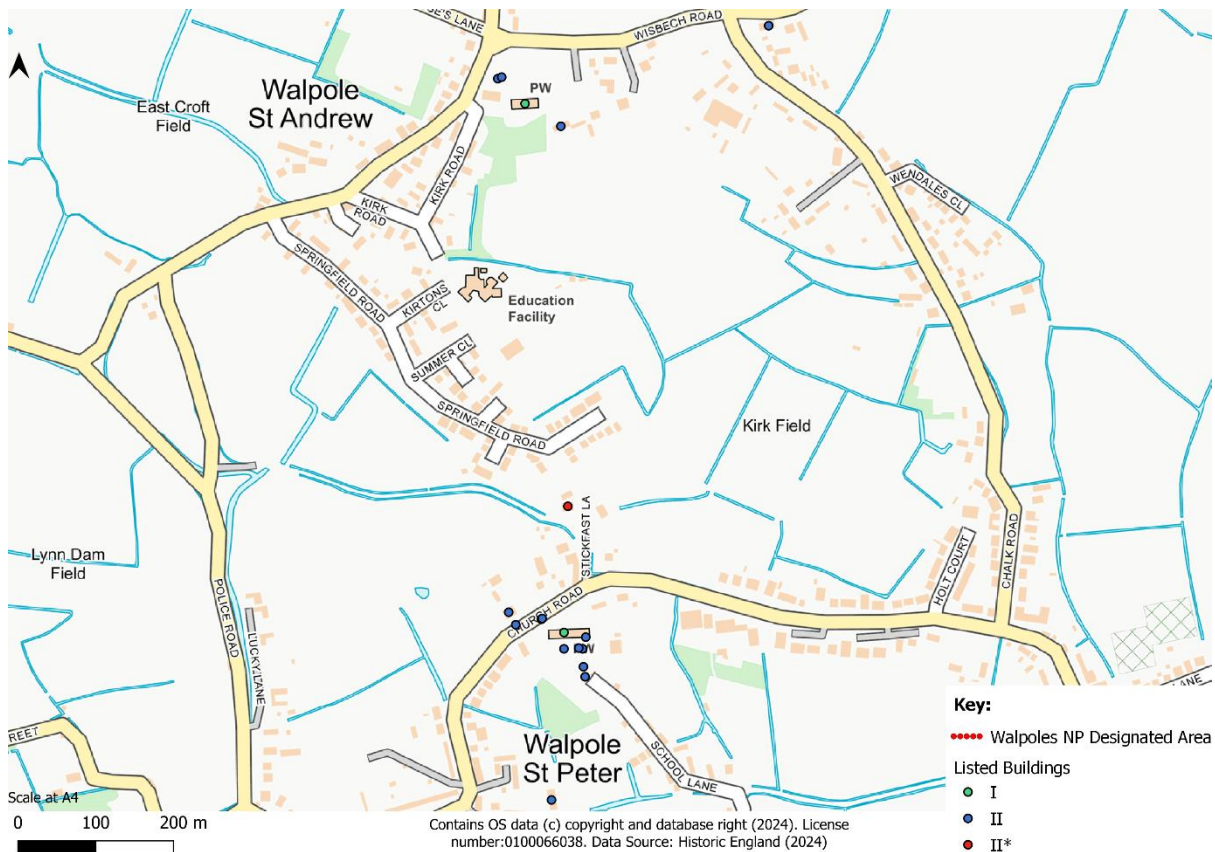 WISBECH ROAD
PW
Walpole
St Andrew
East Croft
Field
KIRK ROAD
KIRK
ROAD
WENDALES CL
SPRINGFIELD ROAD
KIRTONS
CL
Education
Facility
SUMMER CL
SPRINGFIELD ROAD
Kirk Field
STICKFAST LA
Lynn Dam
Field
POLICE ROAD
LUCKY LANE
CHURCH ROAD
HOLT COURT
CHALK ROAD
Walpole
St Peter
SCHOOL LANE
LANE
REET
Key:
Walpoles NP Designated Area
Listed Buildings
I
II
II*
Scale at A4
0 100 200 m
Contains OS data (c) copyright and database right (2024). License
number:0100066038. Data Source: Historic England (2024)